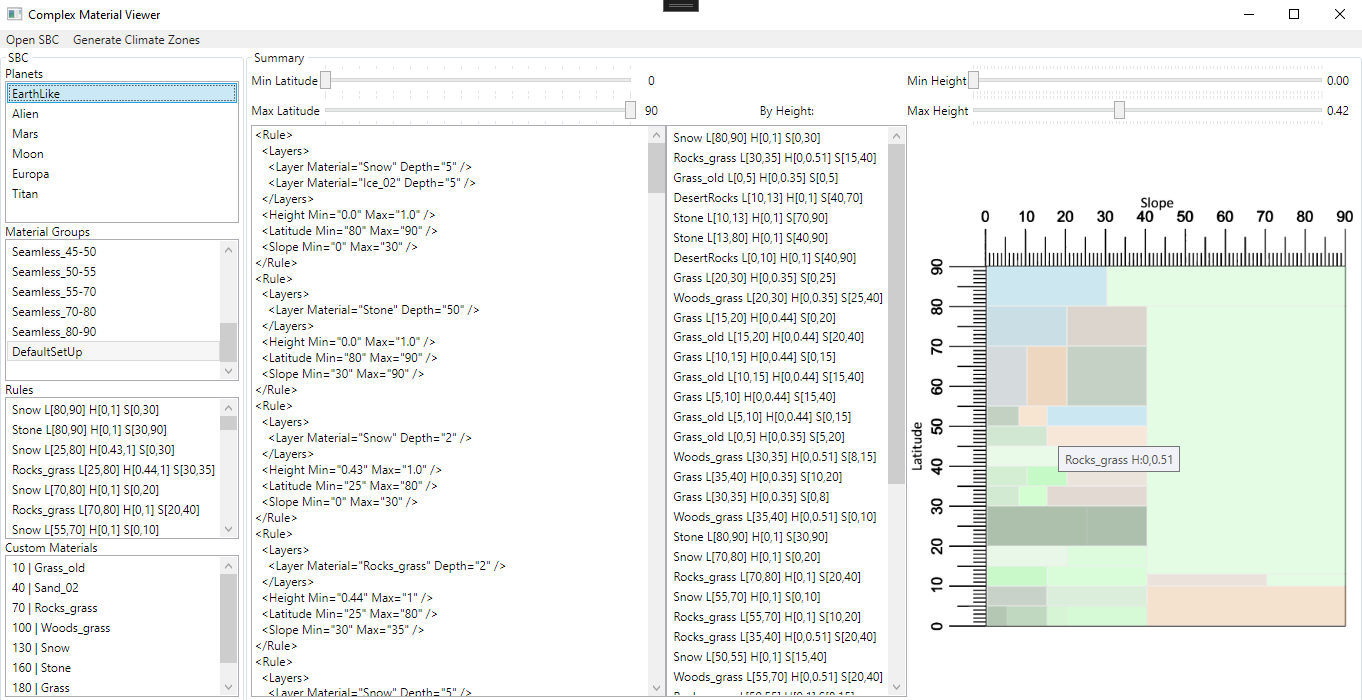 Complex Material Viewer
Open SBC Generate Climate Zones
SBC
Planets
EarthLike
Alien
Mars
Moon
Europa
Titan
Material Groups
Seamless_45-50
Seamless_50-55
Seamless_55-70
Seamless_70-80
Seamless_80-90
DefaultSetUp
Rules
Snow L[80,90] H[0,1] S[0,30]
Stone L[80,90] H[0,1] S[30,90]
Snow L[25,80] H[0.43,1] S[0,30]
Rocks_grass L[25,80] H[0.44,1] S[30,35]
Snow L[70,80] H[0,1] S[0,20]
Rocks_grass L[70,80] H[0,1] S[20,40]
Snow L[55,70] H[0,1] S[0,10]
Custom Materials
10 | Grass_old
40 | Sand_02
70 | Rocks_grass
100 | Woods_grass
130 | Snow
160 | Stone
180 | Grass
Summary
Min Latitude 0
Max Latitude 90
<Rule>
<Layers>
<Layer Material="Snow" Depth="5" />
<Layer Material="Ice_02" Depth="5" />
</Layers>
<Height Min="0.0" Max="1.0" />
<Latitude Min="80" Max="90" />
<Slope Min="0" Max="30" />
</Rule>
<Rule>
<Layers>
<Layer Material="Stone" Depth="50" />
</Layers>
<Height Min="0.0" Max="1.0" />
<Latitude Min="80" Max="90" />
<Slope Min="30" Max="90" />
</Rule>
<Rule>
<Layers>
<Layer Material="Snow" Depth="2" />
</Layers>
<Height Min="0.43" Max="1.0" />
<Latitude Min="25" Max="80" />
<Slope Min="0" Max="30" />
</Rule>
<Rule>
<Layers>
<Layer Material="Rocks_grass" Depth="2" />
</Layers>
<Height Min="0.44" Max="1" />
<Latitude Min="25" Max="80" />
<Slope Min="30" Max="35" />
</Rule>
<Rule>
<Layers>
<Layer Material="Snow" Depth="5" />
By Height:
Snow L[80,90] H[0,1] S[0,30]
Rocks_grass L[30,35] H[0,0.51] S[15,40]
Grass_old L[0,5] H[0,0.35] S[0,5]
DesertRocks L[10,13] H[0,1] S[40,70]
Stone L[10,13] H[0,1] S[70,90]
Stone L[13,80] H[0,1] S[40,90]
DesertRocks L[0,10] H[0,1] S[40,90]
Grass L[20,30] H[0,0.35] S[0,25]
Woods_grass L[20,30] H[0,0.35] S[25,40]
Grass L[15,20] H[0,0.44] S[0,20]
Grass_old L[15,20] H[0,0.44] S[20,40]
Grass L[10,15] H[0,0.44] S[0,15]
Grass_old L[10,15] H[0,0.44] S[15,40]
Grass L[5,10] H[0,0.44] S[15,40]
Grass_old L[5,10] H[0,0.44] S[0,15]
Grass_old L[0,5] H[0,0.35] S[5,20]
Woods_grass L[30,35] H[0,0.51] S[8,15]
Grass L[35,40] H[0,0.35] S[10,20]
Grass L[30,35] H[0,0.35] S[0,8]
Woods_grass L[35,40] H[0,0.51] S[0,10]
Stone L[80,90] H[0,1] S[30,90]
Snow L[70,80] H[0,1] S[0,20]
Rocks_grass L[70,80] H[0,1] S[20,40]
Snow L[55,70] H[0,1] S[0,10]
Rocks_grass L[55,70] H[0,1] S[10,20]
Rocks_grass L[35,40] H[0,0.51] S[20,40]
Snow L[50,55] H[0,1] S[15,40]
Woods_grass L[55,70] H[0,1] S[20,40]
Min Height 0.00
Max Height 0.42
Slope
0 10 20 30 40 50 60 70 80 90
Latitude
90
80
70
60
50
40
30
20
10
0
Rocks_grass H:0,0.51